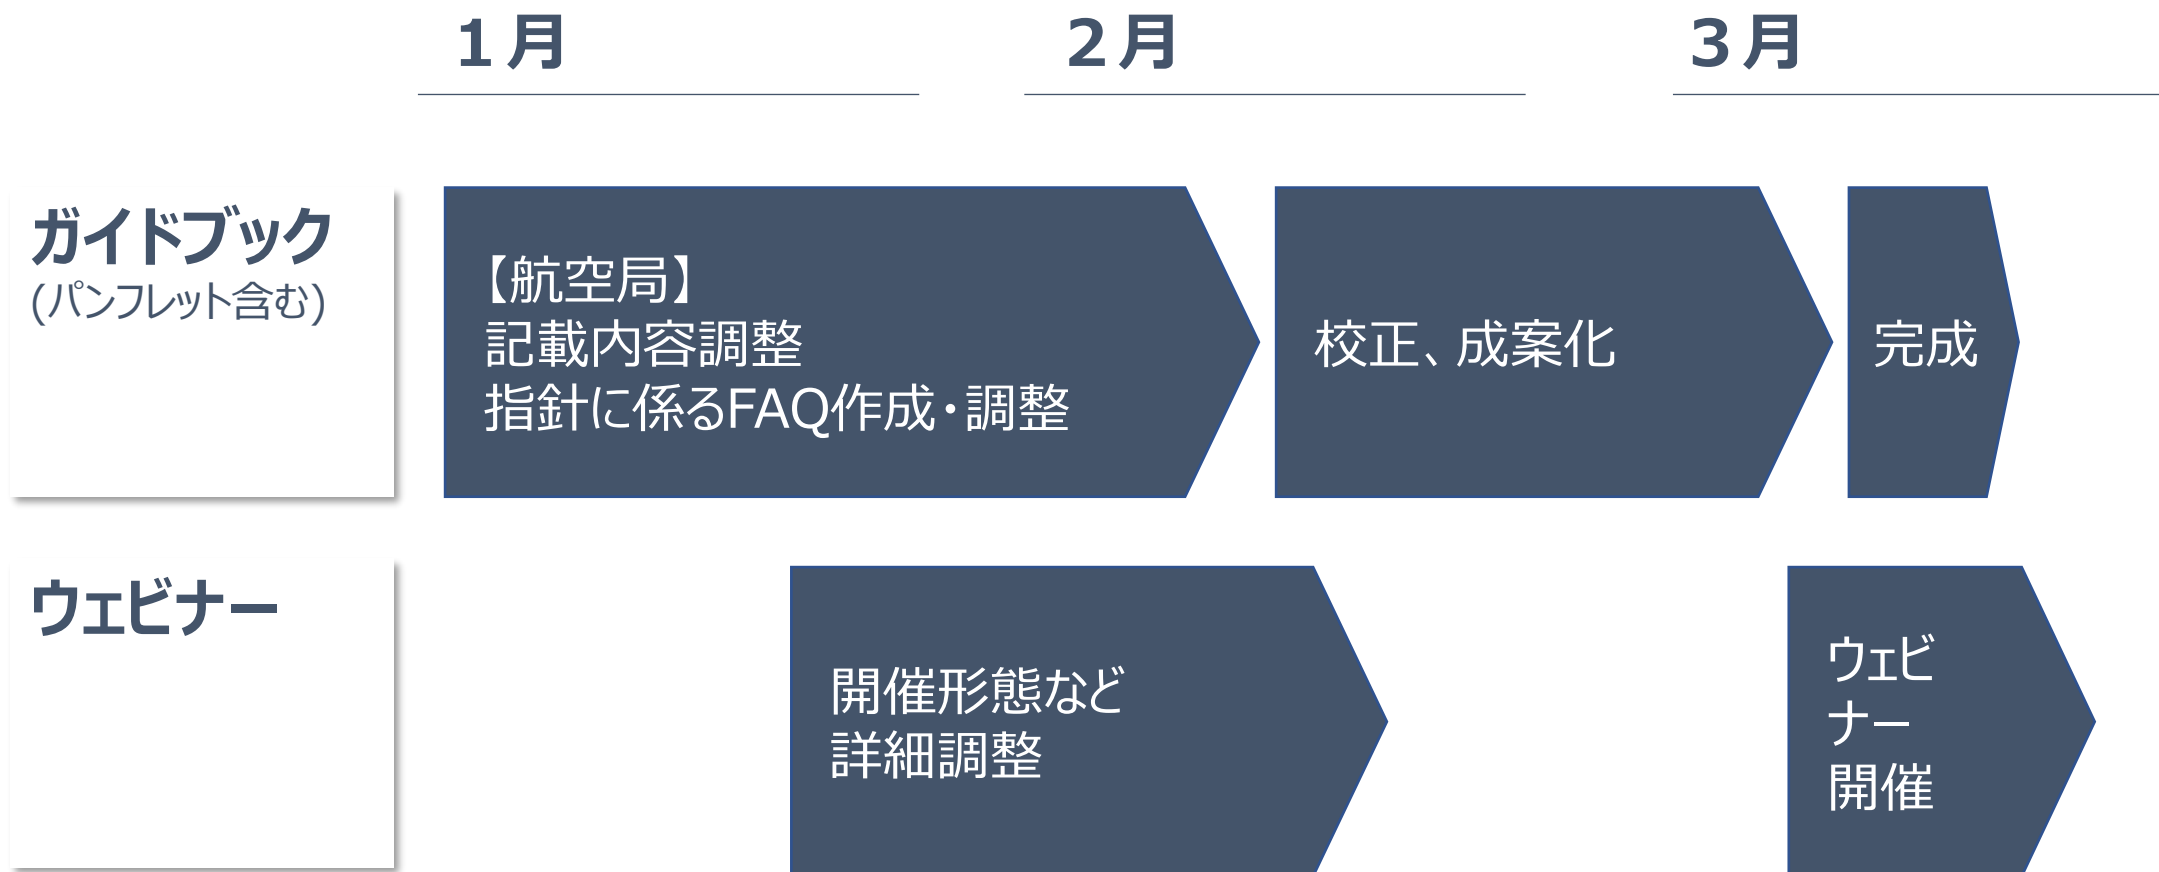 1月
2月
3月
ガイドブック
(パンフレット含む)
【航空局】
記載内容調整
指針に係るFAQ作成・調整
校正、成案化
完成
ウェビナー
開催形態など
詳細調整
ウェビ
ナー
開催